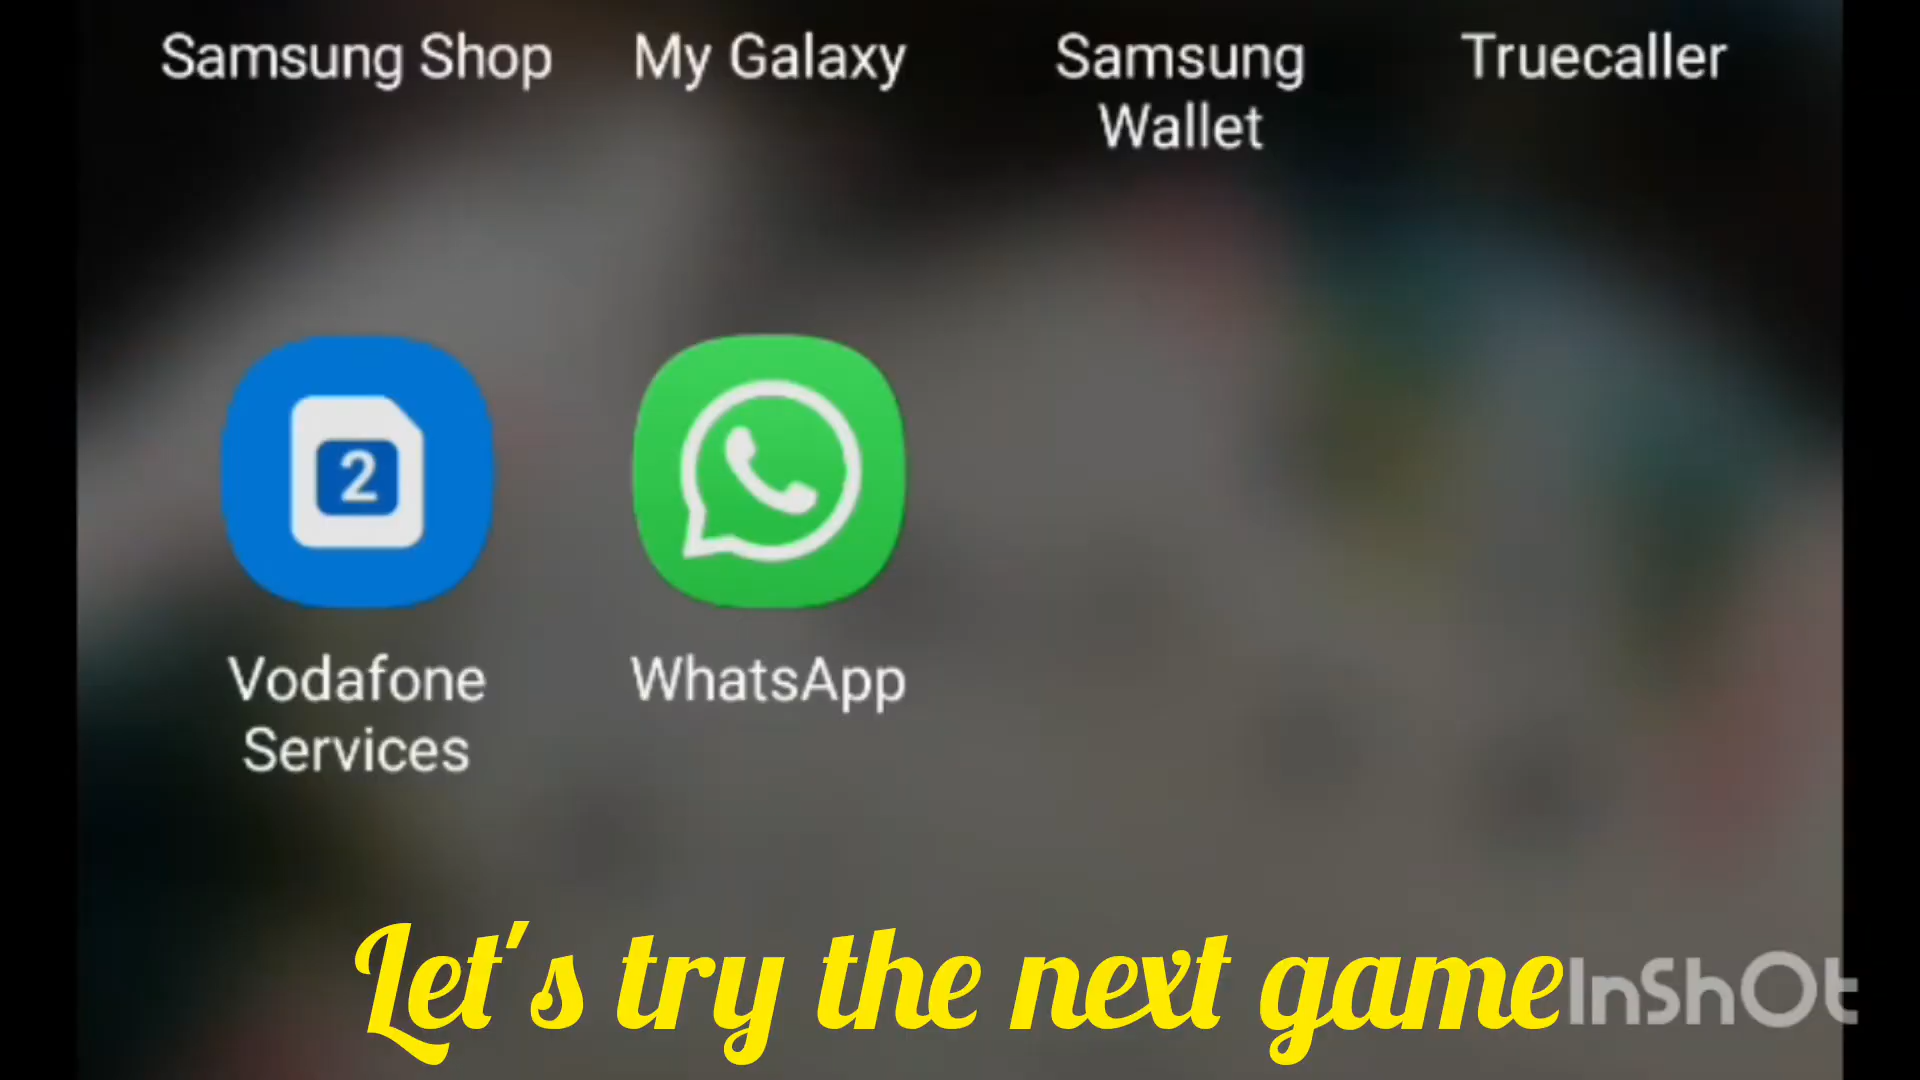 Samsung Shop
My Galaxy
Samsung
Wallet
Truecaller
2
Vodafone
Services
WhatsApp
Let's try the next game
InShOt